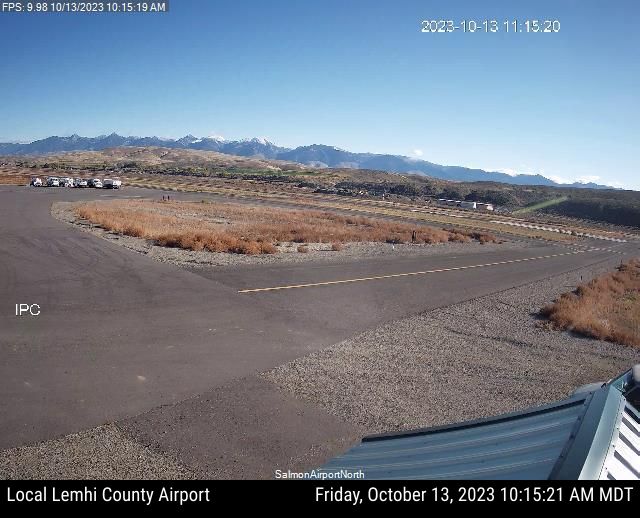 FPS: 9.98 10/13/2023 10:15:19 AM
2023-10-13 11:15:20
IPC
SalmonAirportNorth
Local Lemhi County Airport
Friday, October 13, 2023 10:15:21 AM MDT